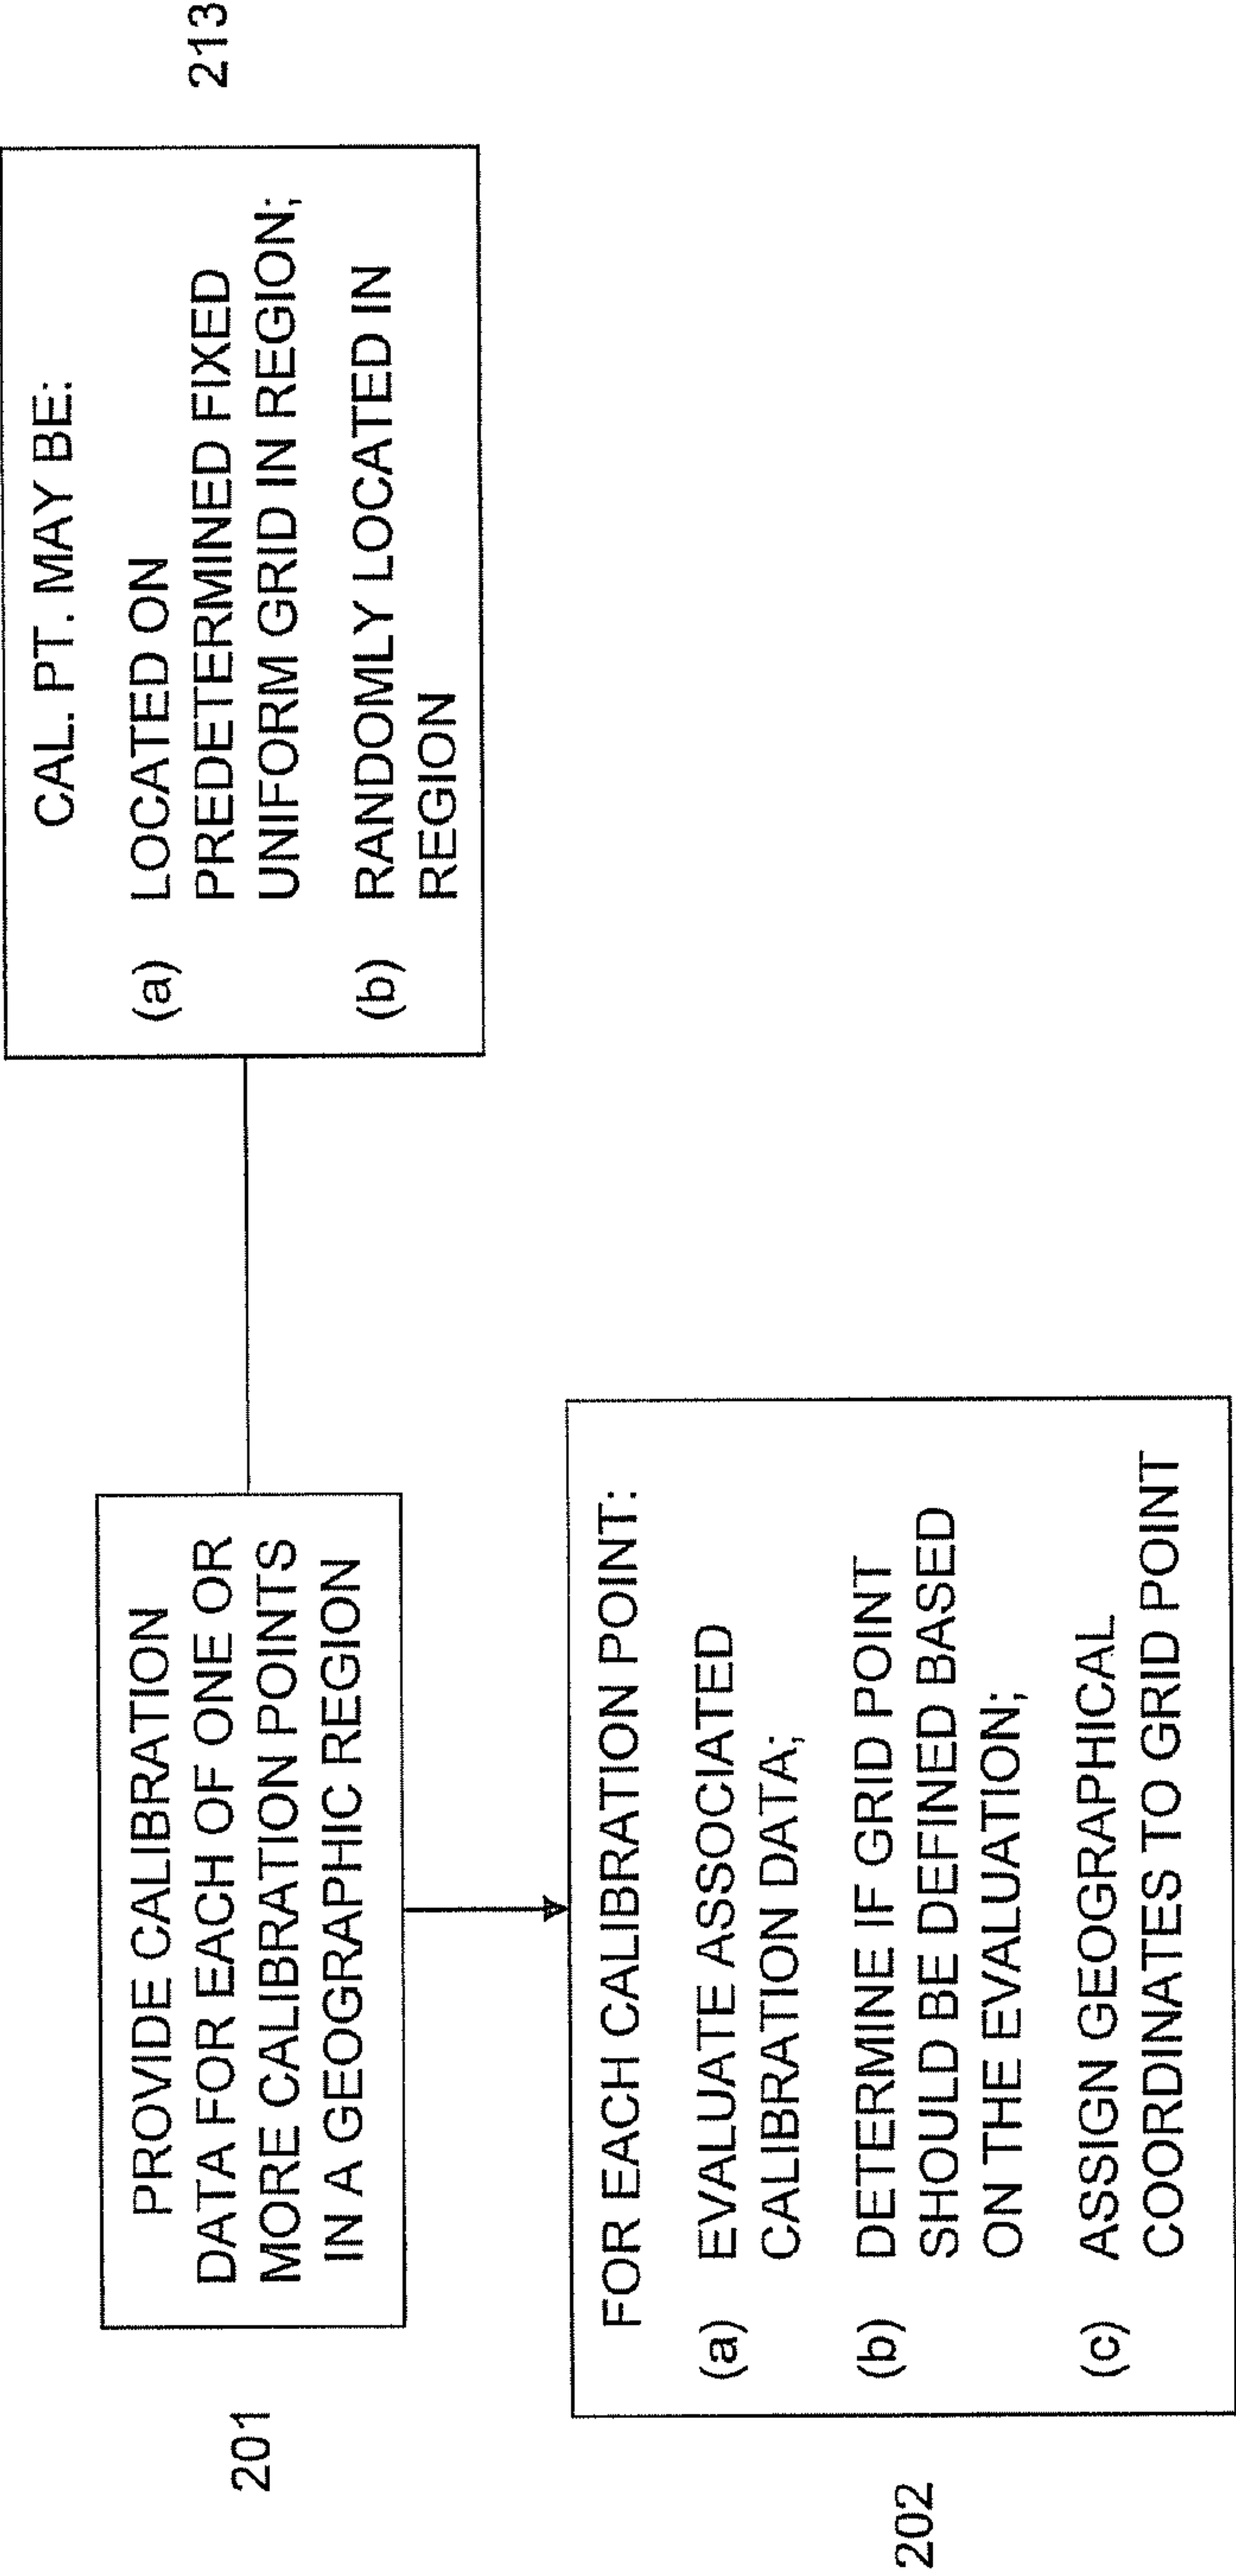 201
PROVIDE CALIBRATION
DATA FOR EACH OF ONE OR
MORE CALIBRATION POINTS
IN A GEOGRAPHIC REGION
CAL. PT. MAY BE:
(a) LOCATED ON
PREDETERMINED FIXED
UNIFORM GRID IN REGION;
(b) RANDOMLY LOCATED IN
REGION
213
202
FOR EACH CALIBRATION POINT:
(a) EVALUATE ASSOCIATED
CALIBRATION DATA;
(b) DETERMINE IF GRID POINT
SHOULD BE DEFINED BASED
ON THE EVALUATION;
(c) ASSIGN GEOGRAPHICAL
COORDINATES TO GRID POINT